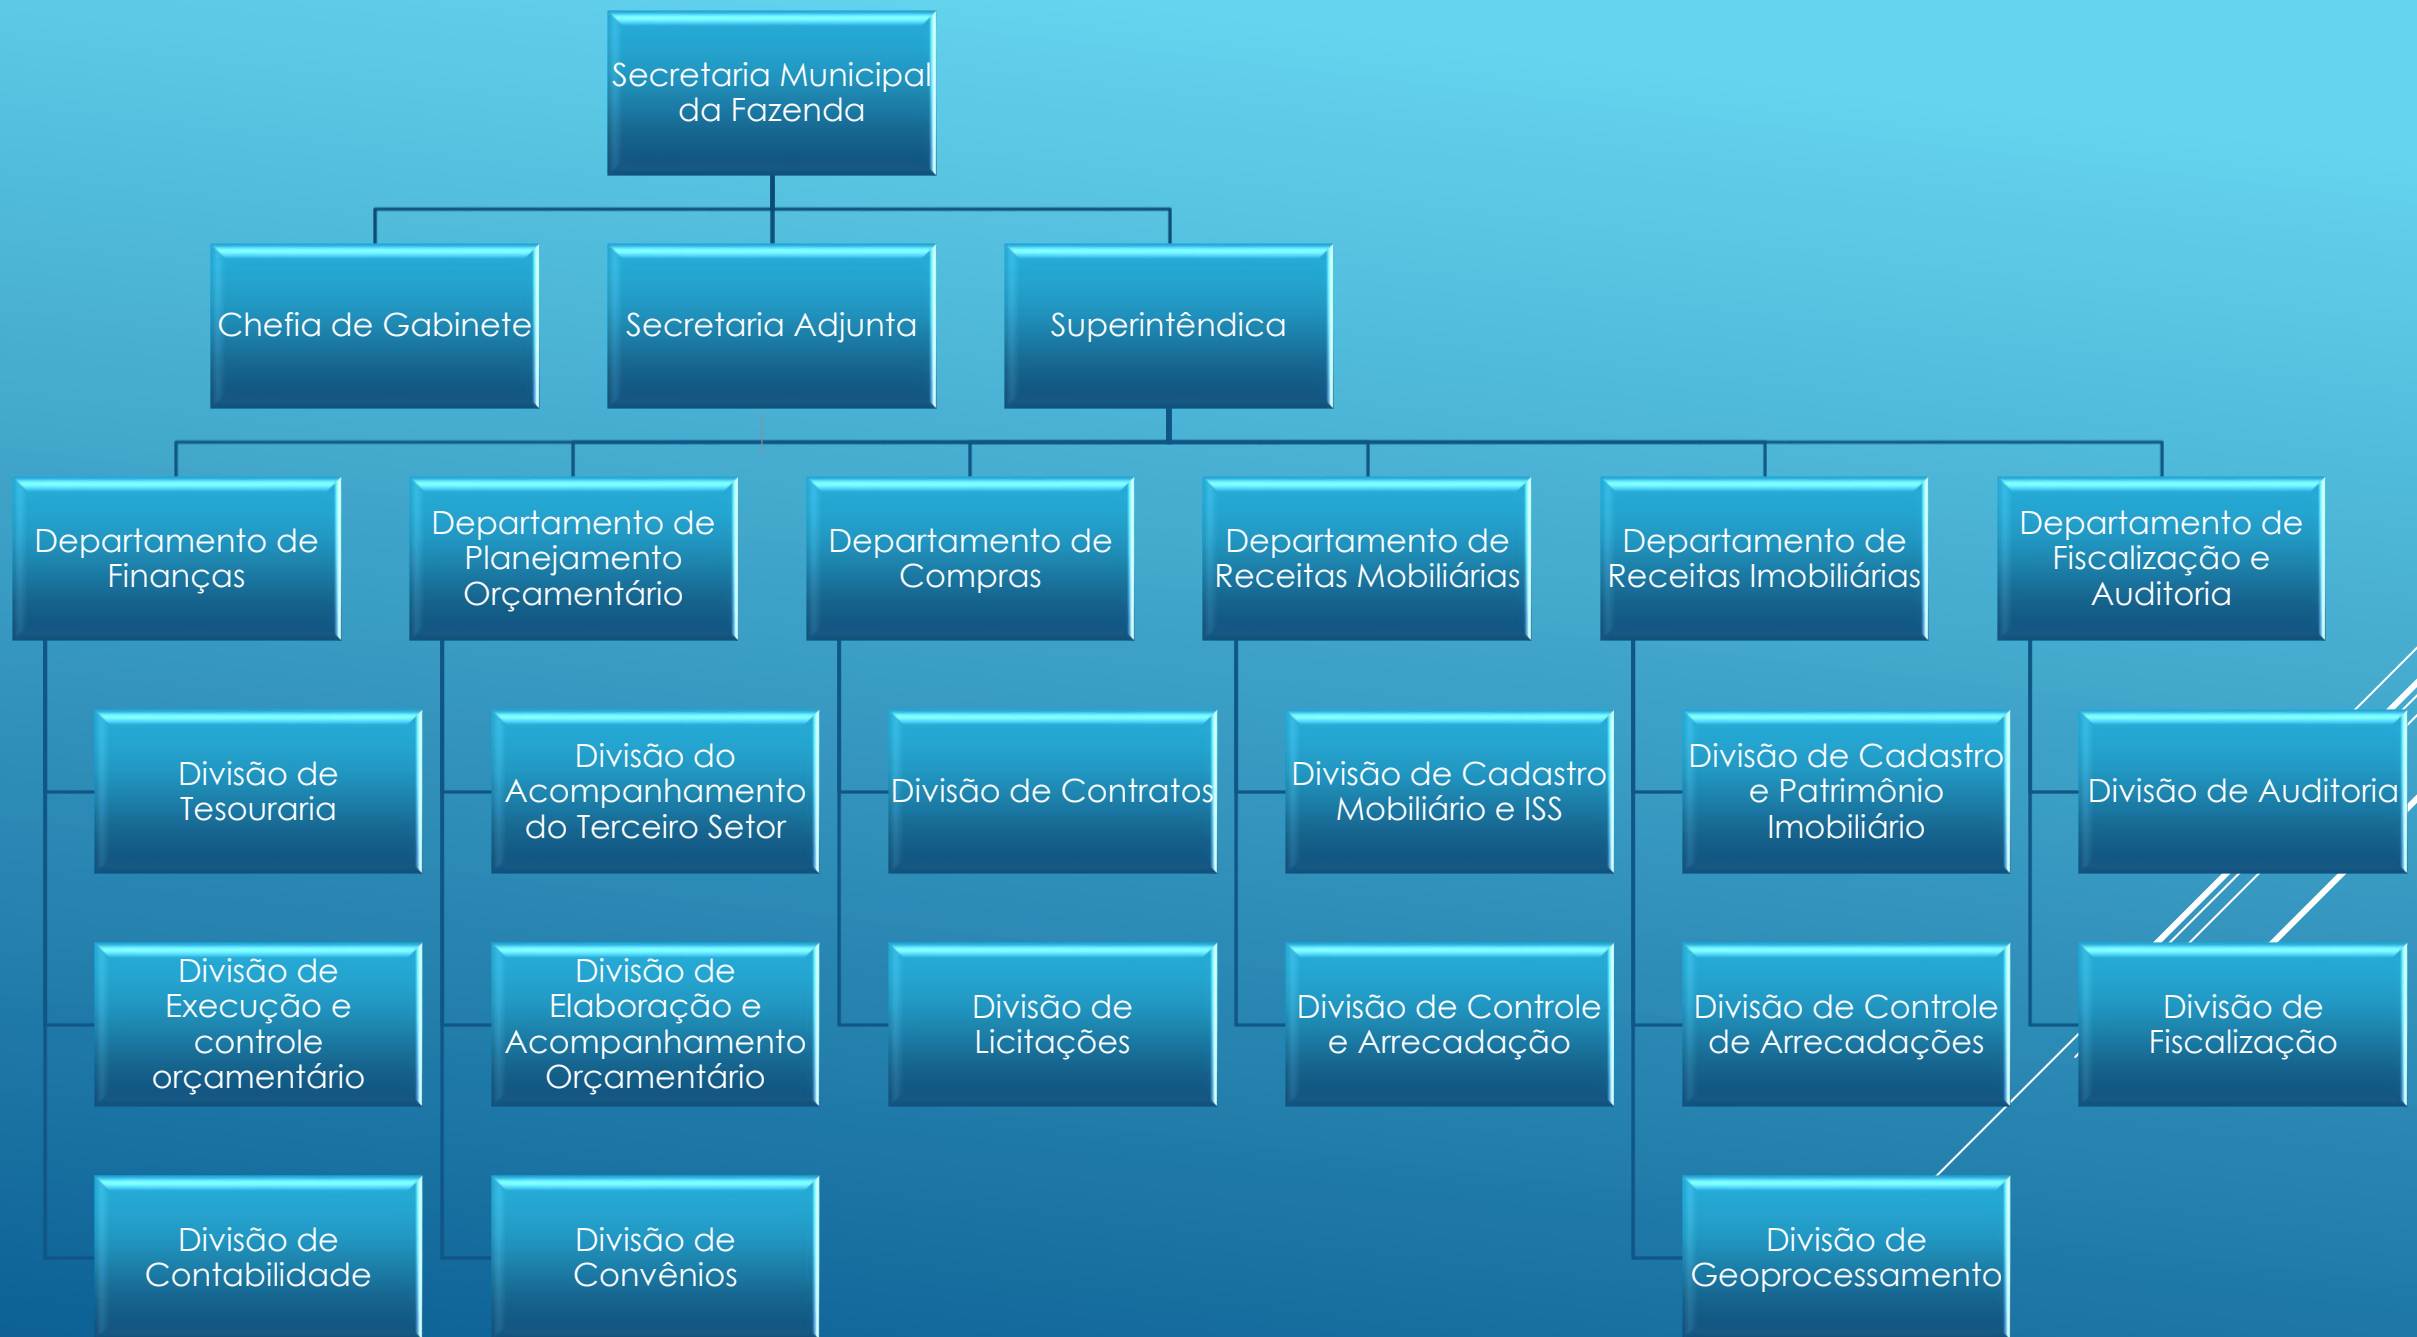 Secretaria Municipal
da Fazenda
Chefia de Gabinete
Secretaria Adjunta
Superintêndica
Departamento de
Finanças
Departamento de
Planejamento
Orçamentário
Departamento de
Compras
Departamento de
Receitas Mobiliárias
Departamento de
Receitas Imobiliárias
Departamento de
Fiscalização e
Auditoria
Divisão de
Tesouraria
Divisão do
Acompanhamento
do Terceiro Setor
Divisão de Contratos
Divisão de Cadastro
Mobiliário e ISS
Divisão de Cadastro
e Patrimônio
Imobiliário
Divisão de Auditoria
Divisão de
Execução e
controle
orçamentário
Divisão de
Elaboração e
Acompanhamento
Orçamentário
Divisão de
Licitações
Divisão de Controle
e Arrecadação
Divisão de Controle
de Arrecadações
Divisão de
Fiscalização
Divisão de
Contabilidade
Divisão de
Convênios
Divisão de
Geoprocessamento